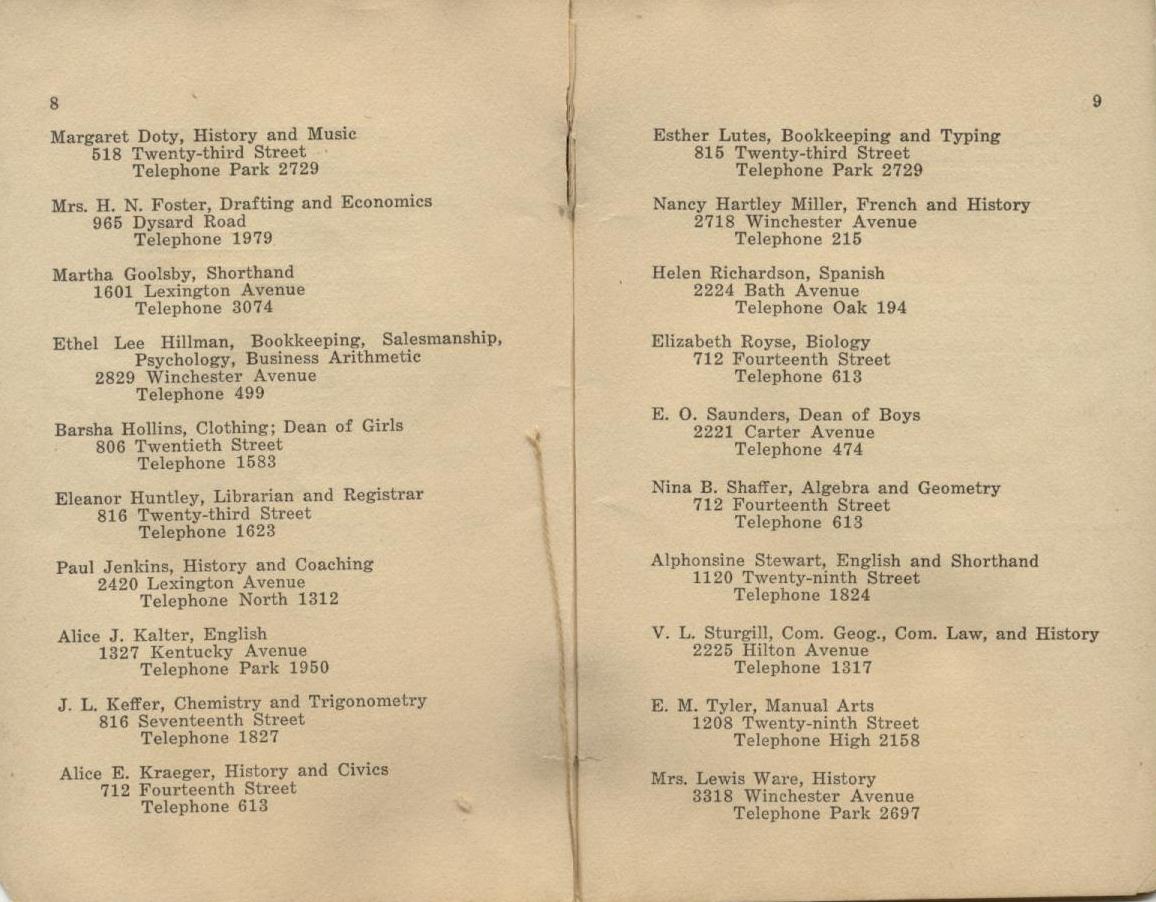 8
Margaret Doty, History and Music
518 Twenty-third Street
Telephone Park 2729
Mrs. H. N. Foster, Drafting and Economics
965 Dysard Road
Telephone 1979
Martha Goolsby, Shorthand
1601 Lexington Avenue
Telephone 3074
Ethel Lee Hillman, Bookkeeping, Salesmanship,
Psychology, Business Arithmetic
2829 Winchester Avenue
Telephone 499
Barsha Hollins, Clothing; Dean of Girls
806 Twentieth Street
Telephone 1583
Eleanor Huntley, Librarian and Registrar
816 Twenty-third Street
Telephone 1623
Paul Jenkins, History and Coaching
2420 Lexington Avenue
Telephone North 1312
Alice J. Kalter, English
1327 Kentucky Avenue
Telephone Park 1950
J. L. Keffer, Chemistry and Trigonometry
816 Seventeenth Street
Telephone 1827
Alice E. Kraeger, History and Civics
712 Fourteenth Street
Telephone 613
9
Esther Lutes, Bookkeeping and Typing
815 Twenty-third Street
Telephone Park 2729
Nancy Hartley Miller, French and History
2718 Winchester Avenue
Telephone 215
Helen Richardson, Spanish
2224 Bath Avenue
Telephone Oak 194
Elizabeth Royse, Biology
712 Fourteenth Street
Telephone 613
E. O. Saunders, Dean of Boys
2221 Carter Avenue
Telephone 474
Nina B. Shaffer, Algebra and Geometry
712 Fourteenth Street
Telephone 613
Alphonsine Stewart, English and Shorthand
1120 Twenty-ninth Street
Telephone 1824
V. L. Sturgill, Com. Geog., Com. Law, and History
2225 Hilton Avenue
Telephone 1317
E. M. Tyler, Manual Arts
1208 Twenty-ninth Street
Telephone High 2158
Mrs. Lewis Ware, History
3318 Winchester Avenue
Telephone Park 2697